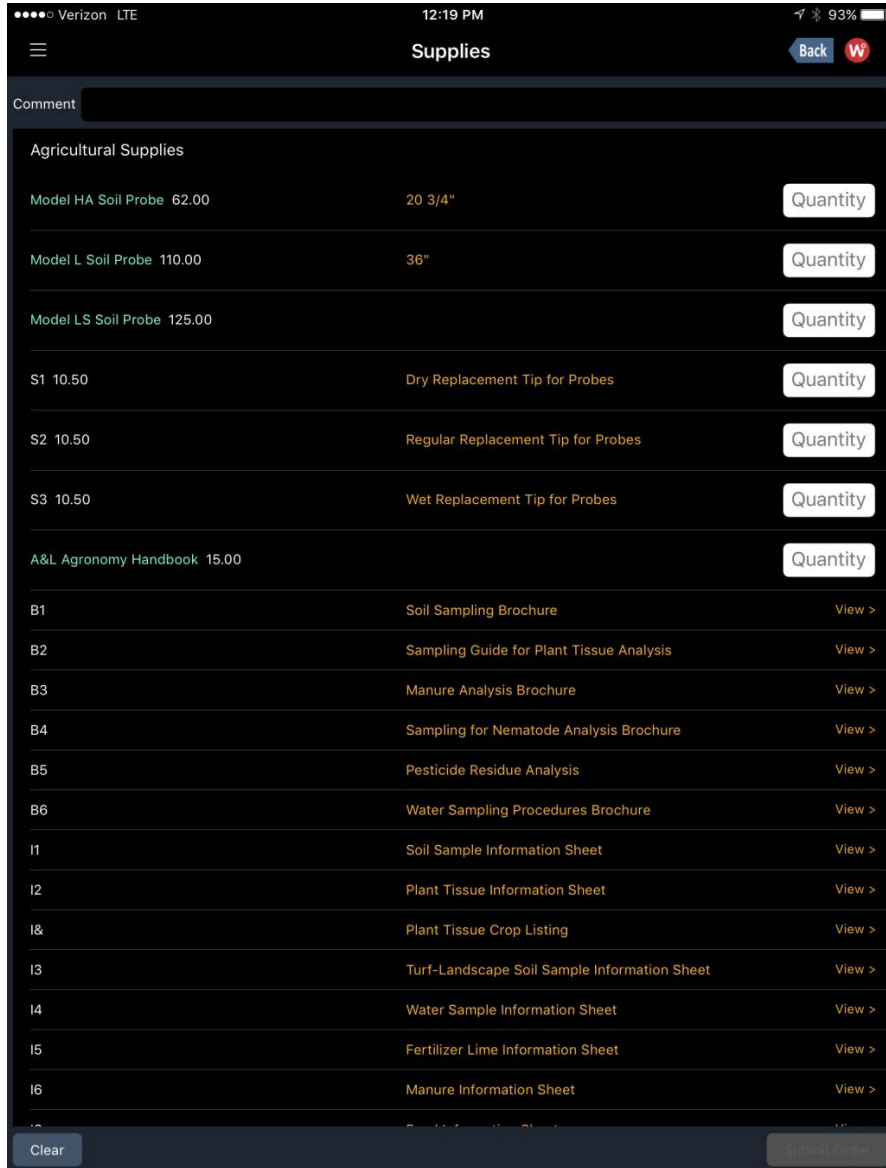 Verizon LTE 12:19 PM 93%
Supplies Back W
Comment
Agricultural Supplies
Model HA Soil Probe 62.00 20 3/4" Quantity
Model L Soil Probe 110.00 36" Quantity
Model LS Soil Probe 125.00 Quantity
S1 10.50 Dry Replacement Tip for Probes Quantity
S2 10.50 Regular Replacement Tip for Probes Quantity
S3 10.50 Wet Replacement Tip for Probes Quantity
A&L Agronomy Handbook 15.00 Quantity
B1 Soil Sampling Brochure View >
B2 Sampling Guide for Plant Tissue Analysis View >
B3 Manure Analysis Brochure View >
B4 Sampling for Nematode Analysis Brochure View >
B5 Pesticide Residue Analysis View >
B6 Water Sampling Procedures Brochure View >
I1 Soil Sample Information Sheet View >
I2 Plant Tissue Information Sheet View >
I& Plant Tissue Crop Listing View >
I3 Turf-Landscape Soil Sample Information Sheet View >
I4 Water Sample Information Sheet View >
I5 Fertilizer Lime Information Sheet View >
I6 Manure Information Sheet View >
Clear Submit Order